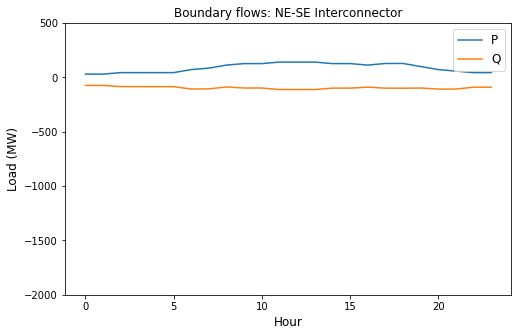 Boundary flows: NE-SE Interconnector
P
Q
500
0
−500
−1000
−1500
−2000
Load (MW)
0 5 10 15 20
Hour